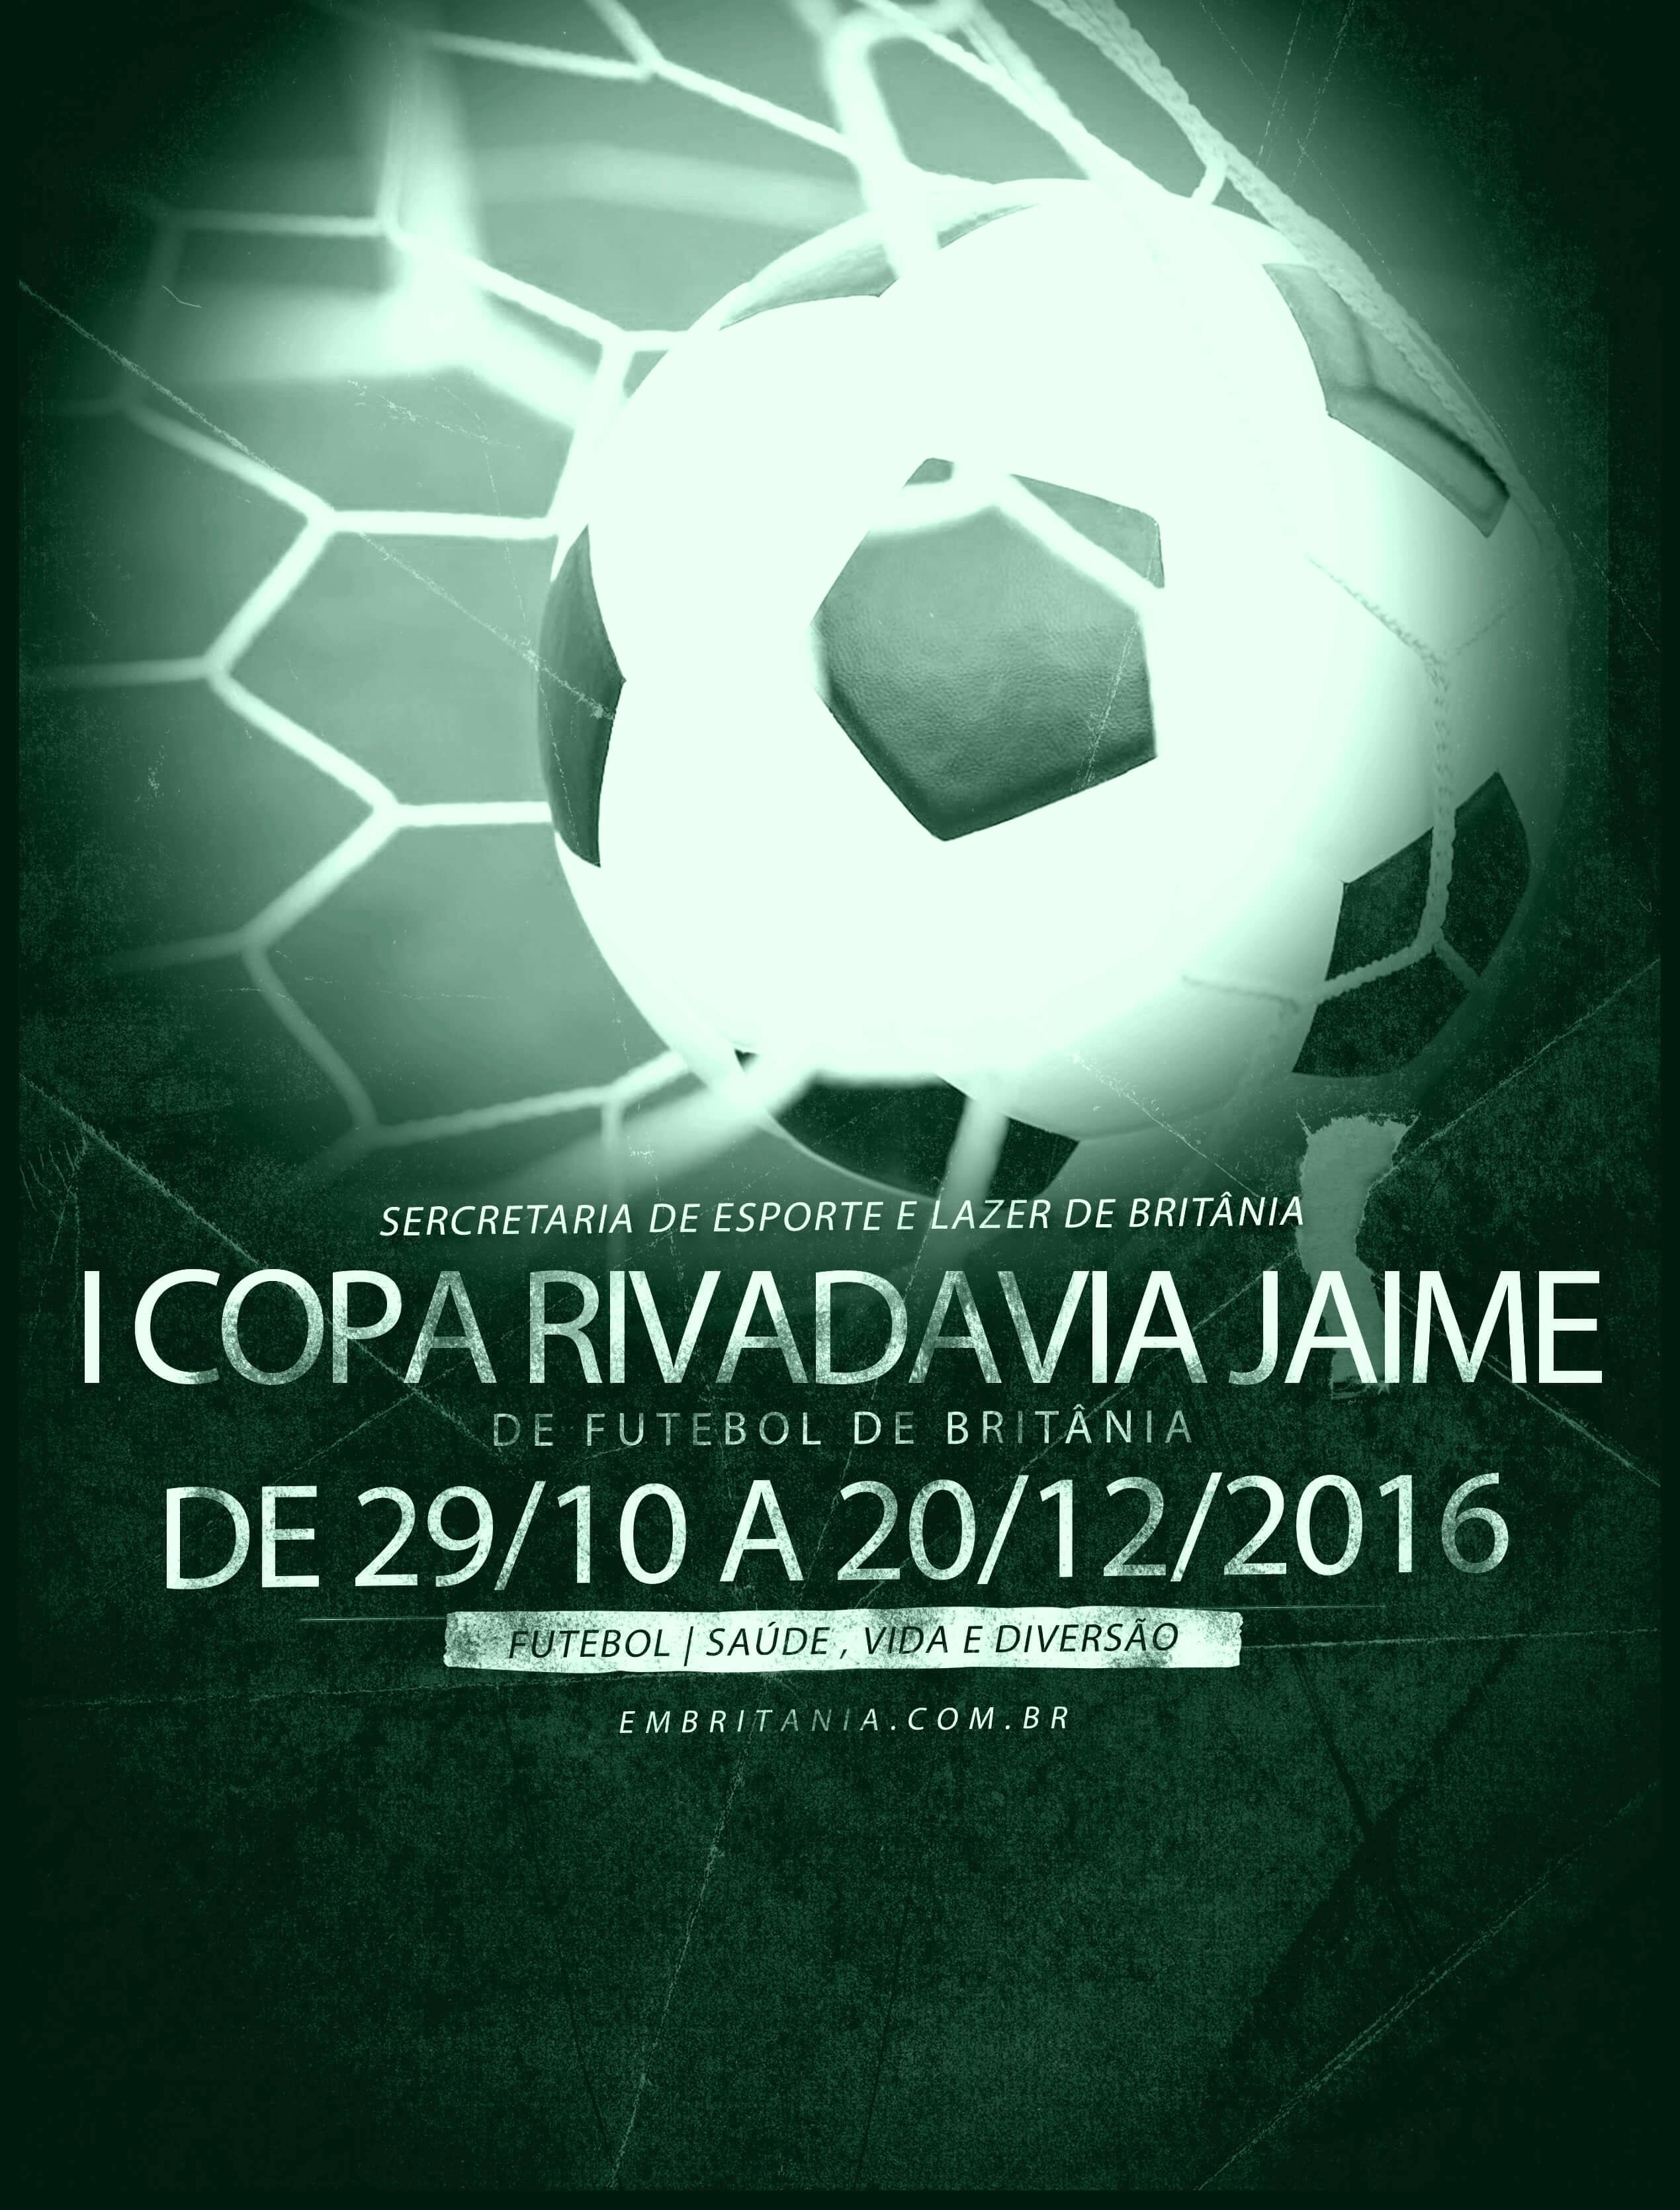 SERCRETARIA DE ESPORTE E LAZER DE BRITÂNIA
I COPA RIVADAVIA JAIME
DE FUTEBOL DE BRITÂNIA
DE 29/10 A 20/12/2016
FUTEBOL | SAÚDE , VIDA E DIVERSÃO
EMBRITANIA.COM.BR